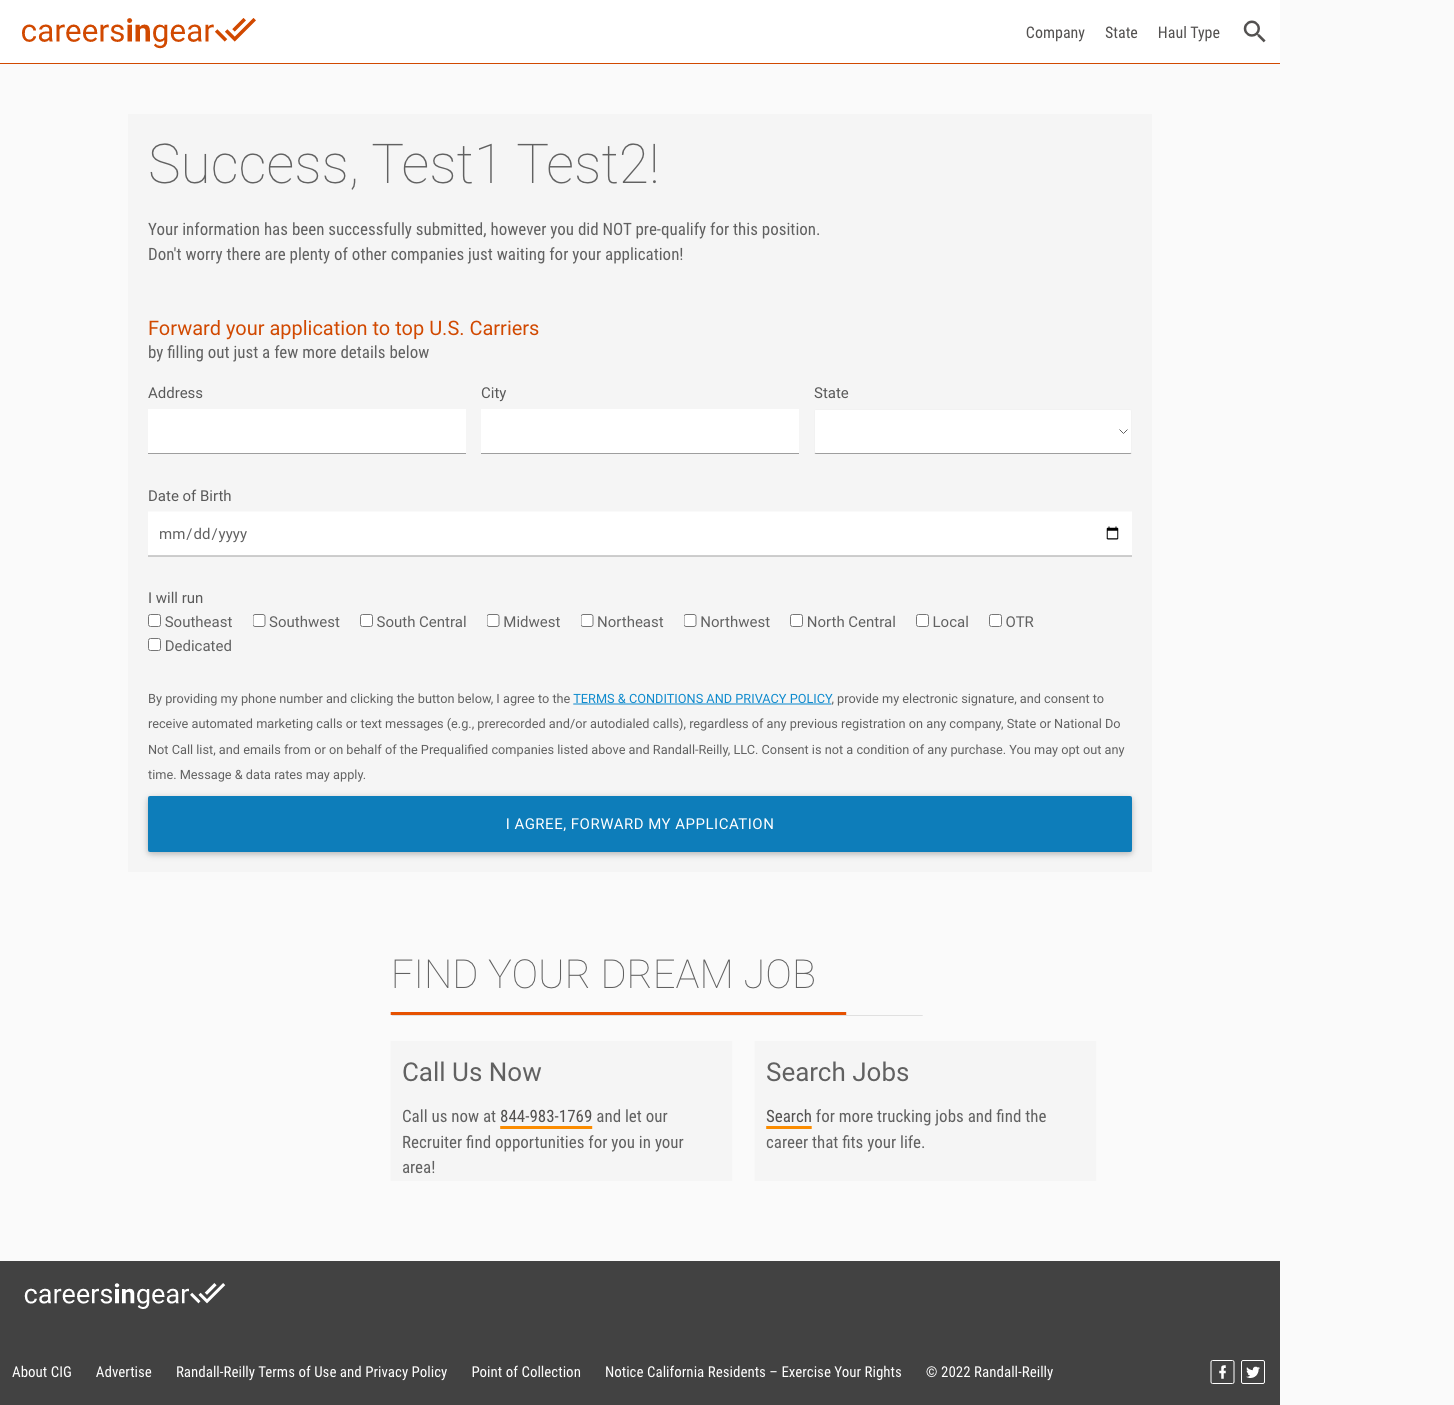 careersingear
Company State Haul Type
Success, Test1 Test2!
Your information has been successfully submitted, however you did NOT pre-qualify for this position.
Don't worry there are plenty of other companies just waiting for your application!
Forward your application to top U.S. Carriers
by filling out just a few more details below
Address City State
Date of Birth
mm/dd/yyyy
I will run
Southeast Southwest South Central Midwest Northeast Northwest North Central Local OTR
Dedicated
By providing my phone number and clicking the button below, I agree to the TERMS & CONDITIONS AND PRIVACY POLICY, provide my electronic signature, and consent to
receive automated marketing calls or text messages (e.g., prerecorded and/or autodialed calls), regardless of any previous registration on any company, State or National Do
Not Call list, and emails from or on behalf of the Prequalified companies listed above and Randall-Reilly, LLC. Consent is not a condition of any purchase. You may opt out any
time. Message & data rates may apply.
I AGREE, FORWARD MY APPLICATION
FIND YOUR DREAM JOB
Call Us Now
Call us now at 844-983-1769 and let our
Recruiter find opportunities for you in your
area!
Search Jobs
Search for more trucking jobs and find the
career that fits your life.
careersingear
About CIG Advertise Randall-Reilly Terms of Use and Privacy Policy Point of Collection Notice California Residents – Exercise Your Rights © 2022 Randall-Reilly